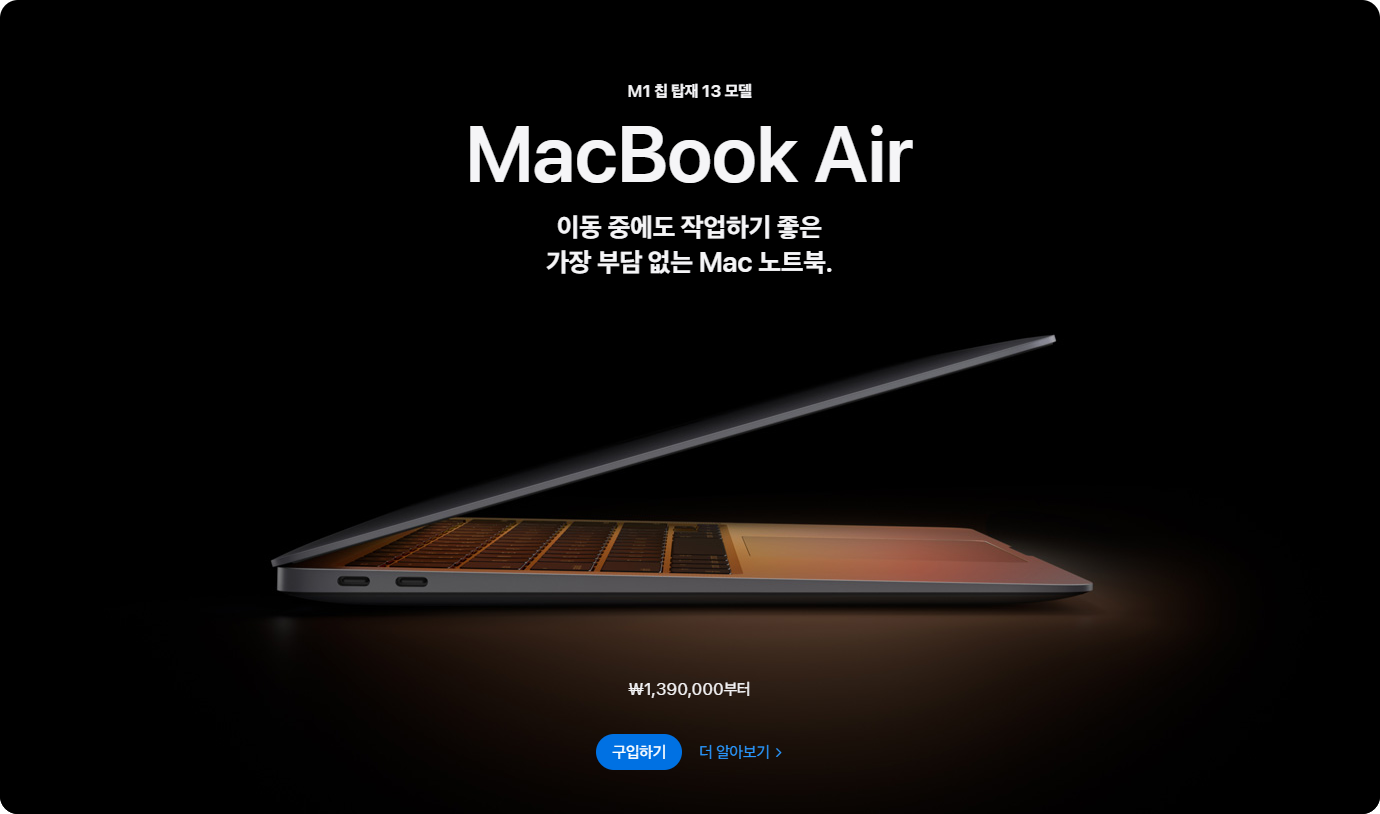 M1 칩 탑재 13 모델
MacBook Air
이동 중에도 작업하기 좋은
가장 부담 없는 Mac 노트북.
₩1,390,000부터
구입하기
더 알아보기 >